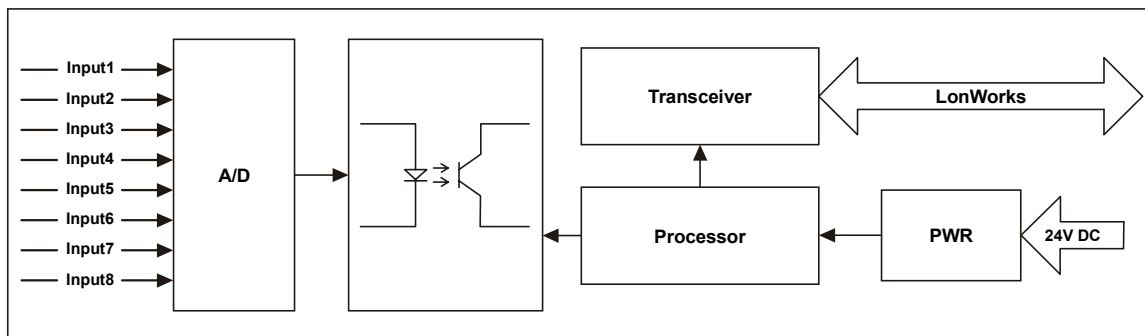 Input1
Input2
Input3
Input4
Input5
Input6
Input7
Input8
A/D
Transceiver
LonWorks
Processor
PWR
24V DC